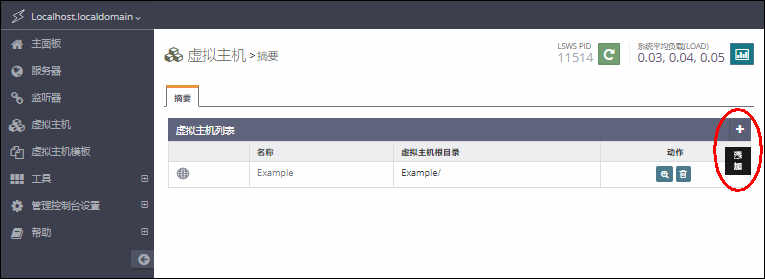 Localhost.localdomain
主面板
服务器
监听器
虚拟主机
虚拟主机模板
工具
管理控制台设置
帮助
虚拟主机 > 摘要
LSWS PID
11514
系统平均负载(LOAD)
0.03, 0.04, 0.05
摘要
虚拟主机列表
添加
名称 虚拟主机根目录 动作
Example Example/